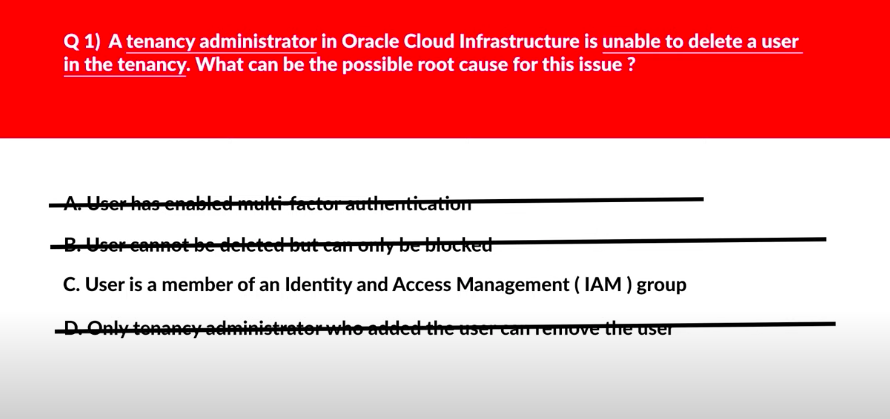 Q 1) A tenancy administrator in Oracle Cloud Infrastructure is unable to delete a user
in the tenancy. What can be the possible root cause for this issue ?
A. User has enabled multi-factor authentication
B. User cannot be deleted but can only be blocked
C. User is a member of an Identity and Access Management ( IAM ) group
D. Only tenancy administrator who added the user can remove the user